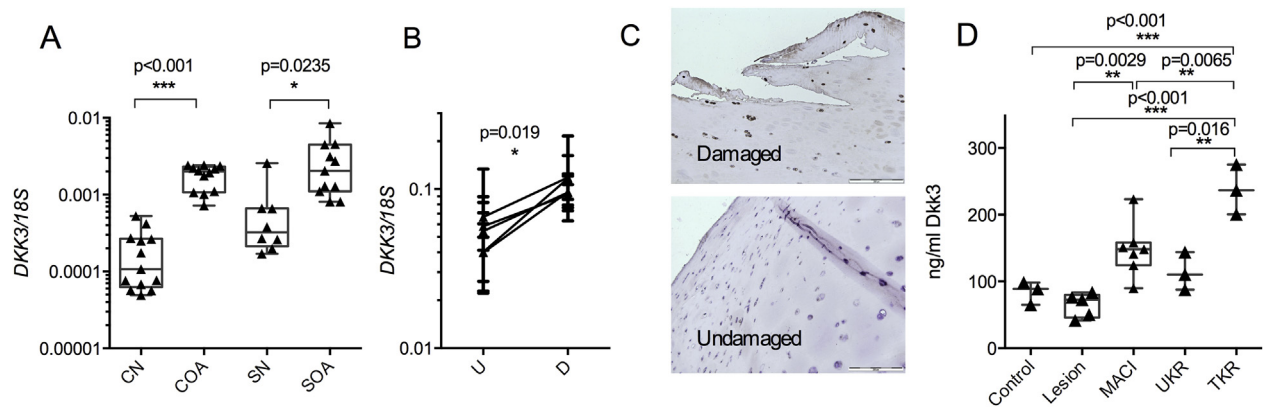 A
p<0.001
***
p=0.0235
*
DKK3/18S
0.01
0.001
0.0001
0.00001
CN
COA
SN
SOA
B
p=0.019
*
DKK3/18S
0.1
0.01
U
D
C
Damaged
Undamaged
D
p<0.001
***
p=0.0029
**
p=0.0065
**
p<0.001
***
p=0.016
**
ng/ml Dkk3
300
200
100
0
Control
Lesion
MACI
UKR
TKR